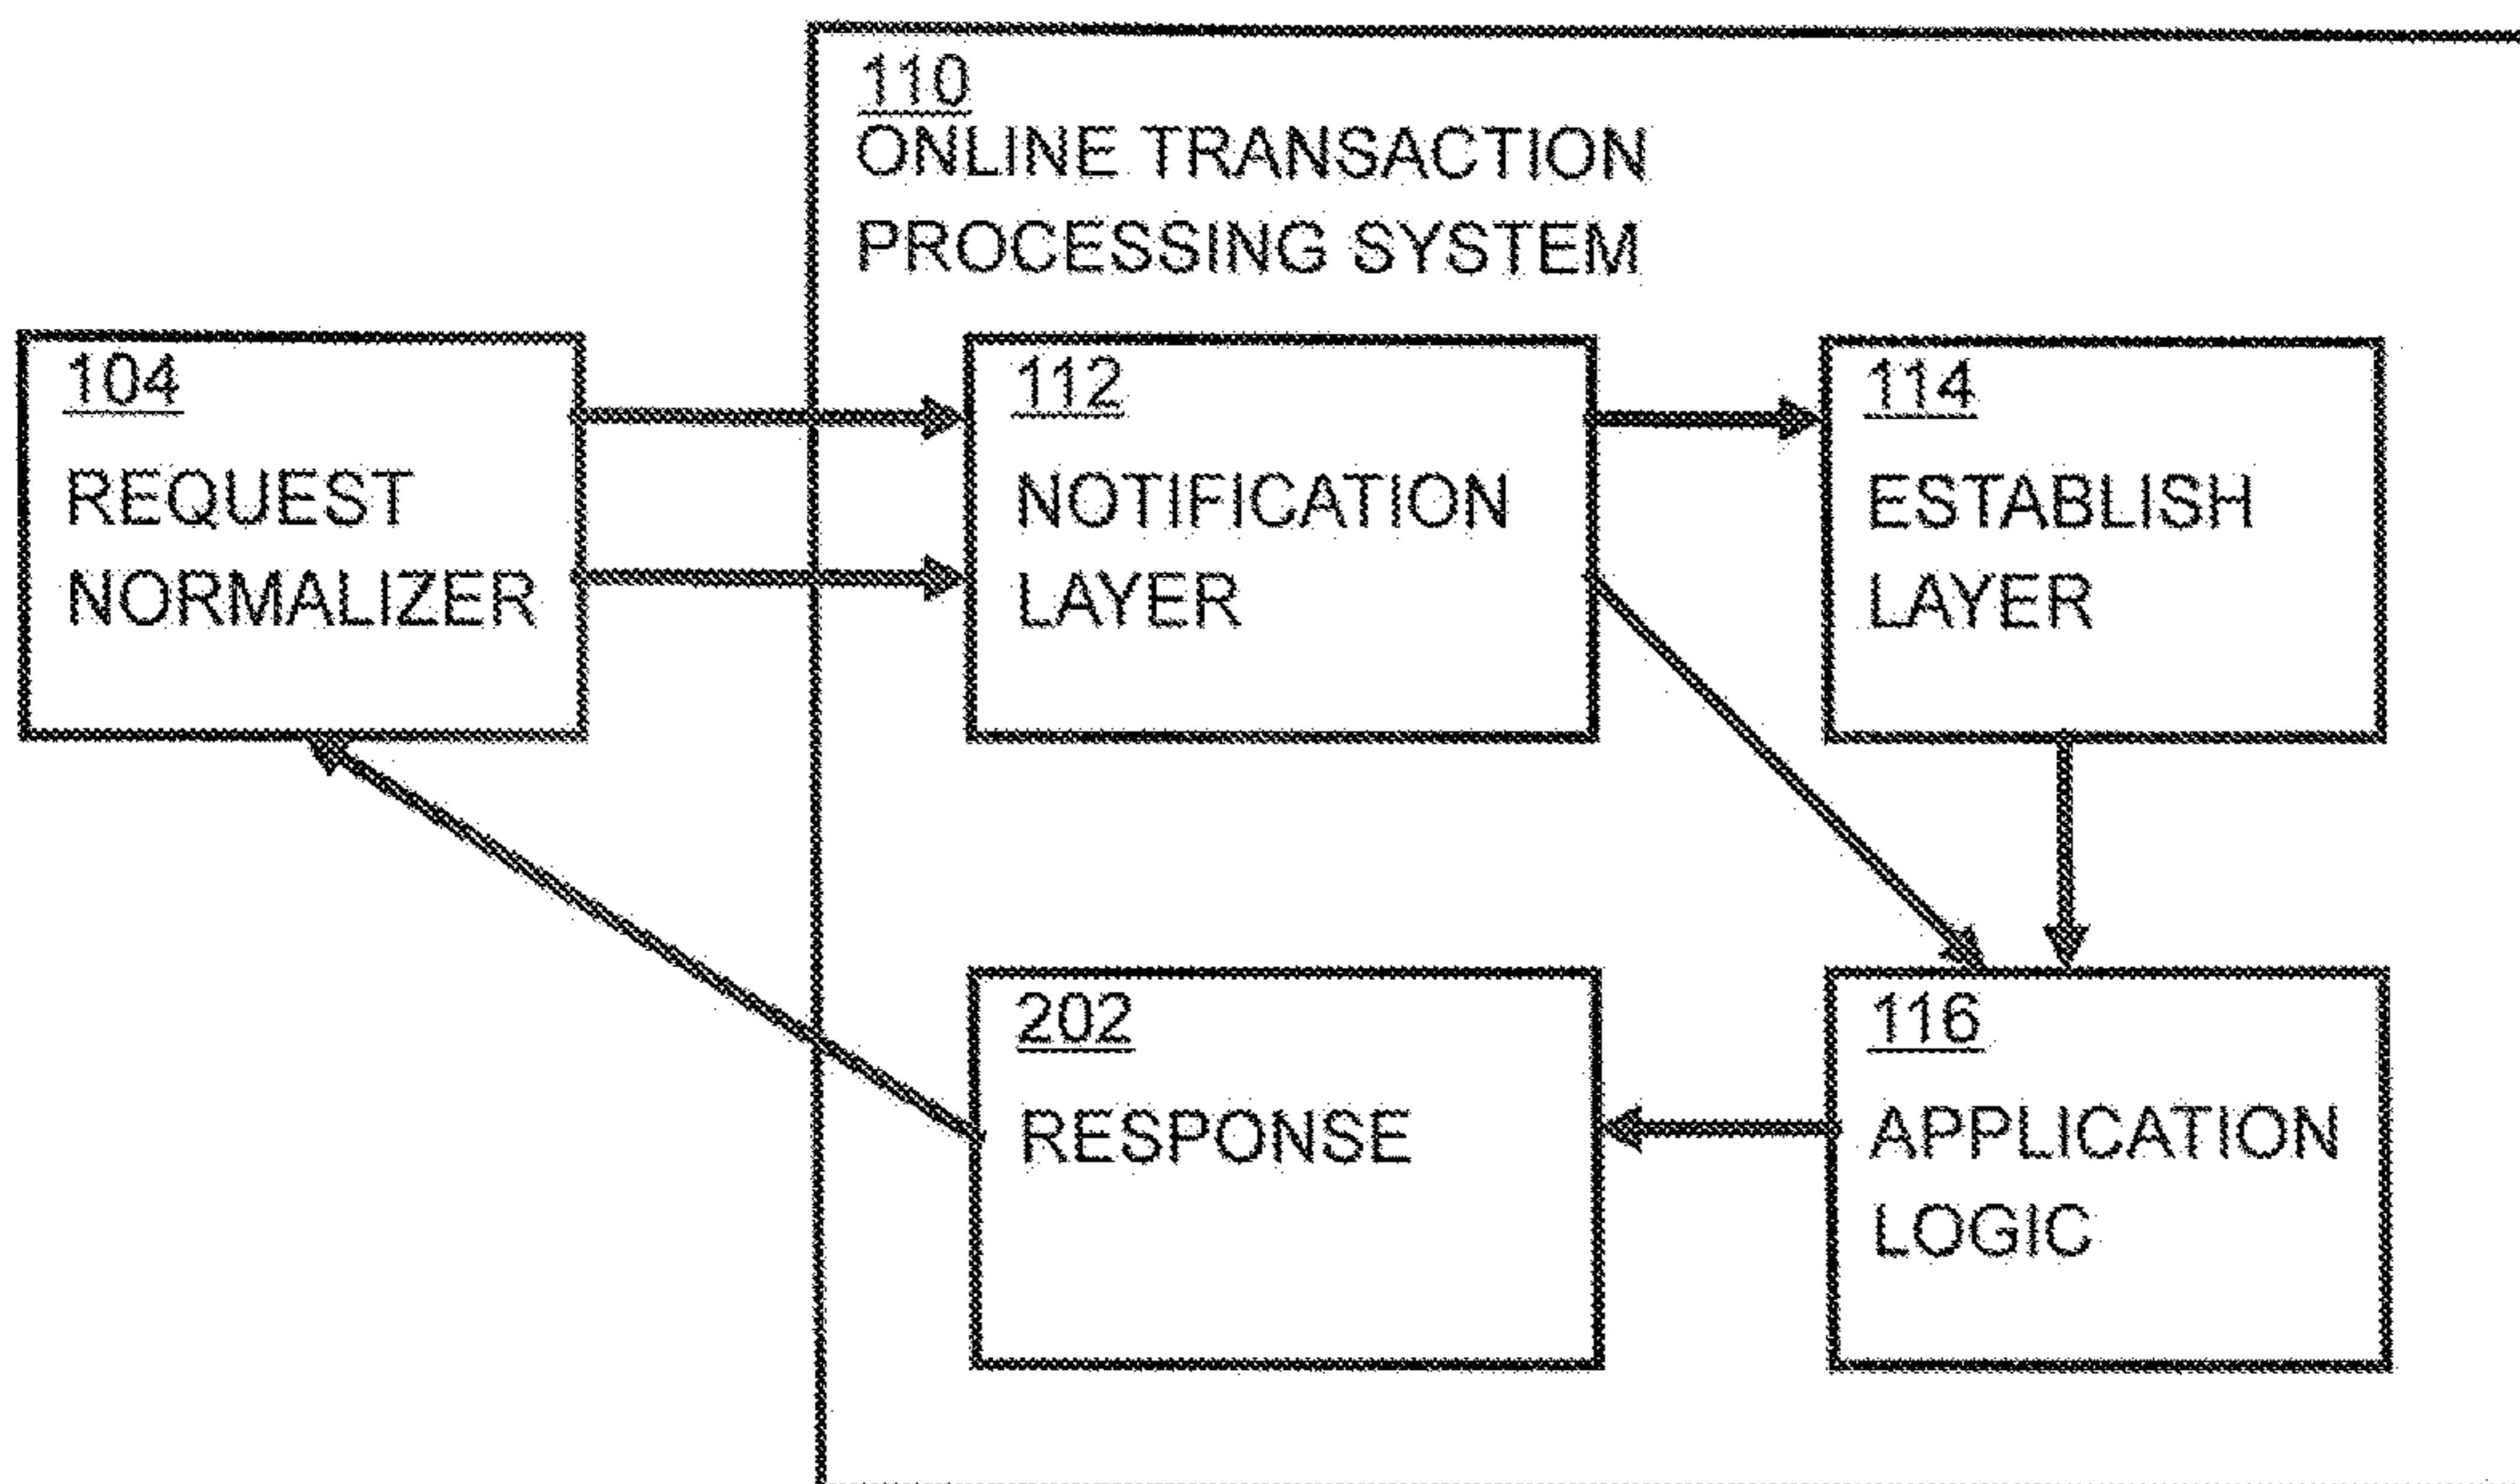 110
ONLINE TRANSACTION
PROCESSING SYSTEM
104
REQUEST
NORMALIZER
112
NOTIFICATION
LAYER
114
ESTABLISH
LAYER
202
RESPONSE
116
APPLICATION
LOGIC